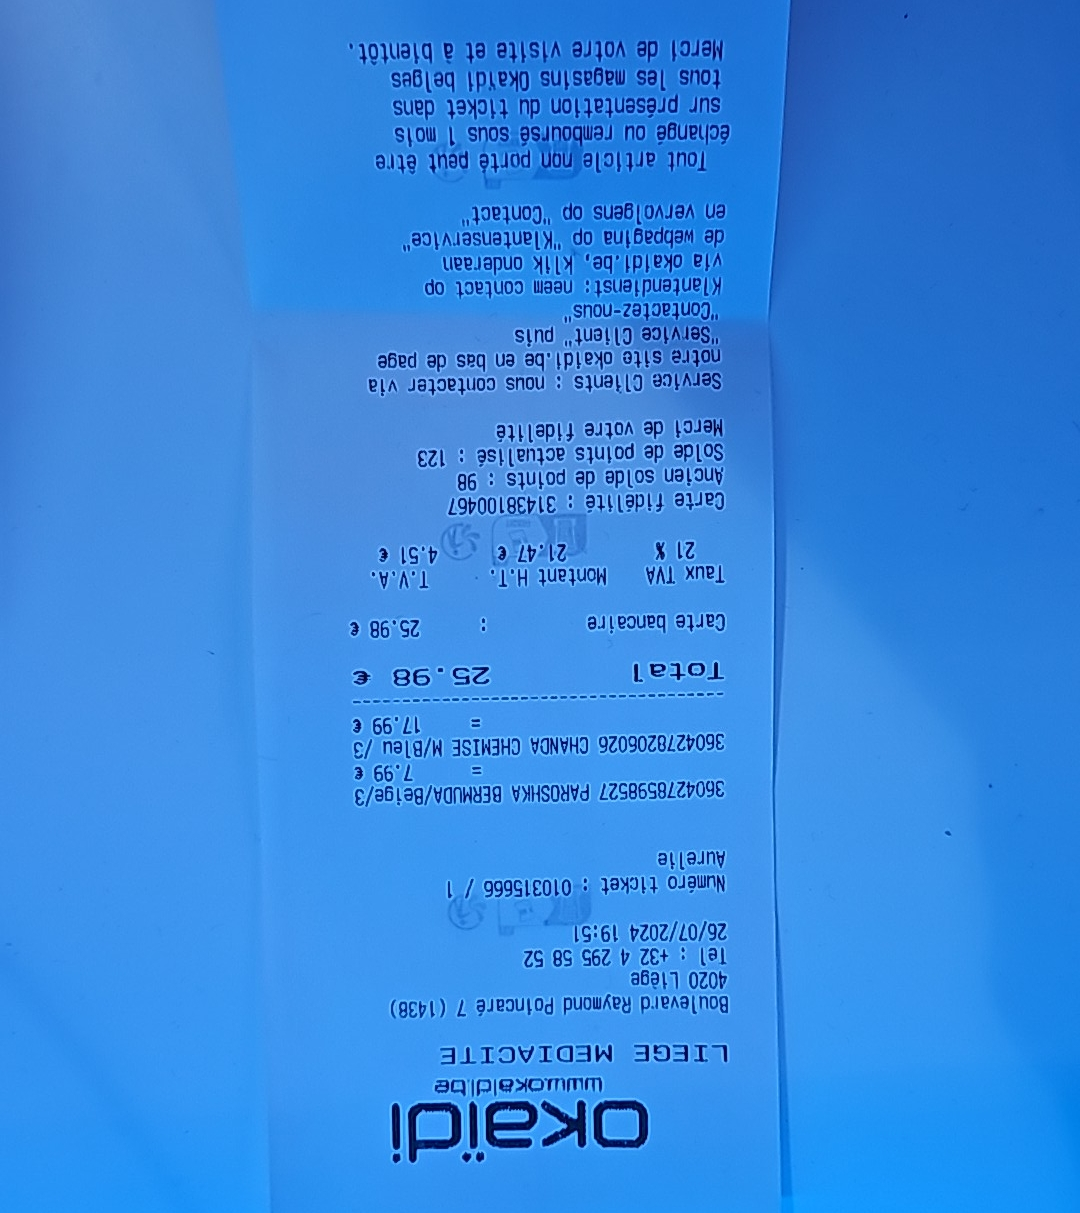 okaïdi
www.okaidi.be
LIEGE MEDIACITE
Boulevard Raymond Poincaré 7 (1438)
4020 Liège
Tel : +32 4 295 58 52
26/07/2024 19:51
Numéro ticket : 010315666 / 1
Aurelie
3604278598527 PAROSHKA BERMUDA/Beige/3
= 7.99 €
3604278206026 CHANDA CHEMISE M/Bleu /3
= 17.99 €
--------------------------------------
Total 25.98 €
Carte bancaire : 25.98 €
Taux TVA Montant H.T. T.V.A.
21 % 21.47 € 4.51 €
Carte fidélité : 31438100467
Ancien solde de points : 98
Solde de points actualisé : 123
Merci de votre fidelité
Service Clients : nous contacter via
notre site okaidi.be en bas de page
"Service Client" puis
"Contactez-nous"
Klantendienst: neem contact op
via okaidi.be, klik onderaan
de webpagina op "Klantenservice"
en vervolgens op "Contact"
Tout article non porté peut être
échangé ou remboursé sous 1 mois
sur présentation du ticket dans
tous les magasins Okaïdi belges
Merci de votre visite et à bientôt.